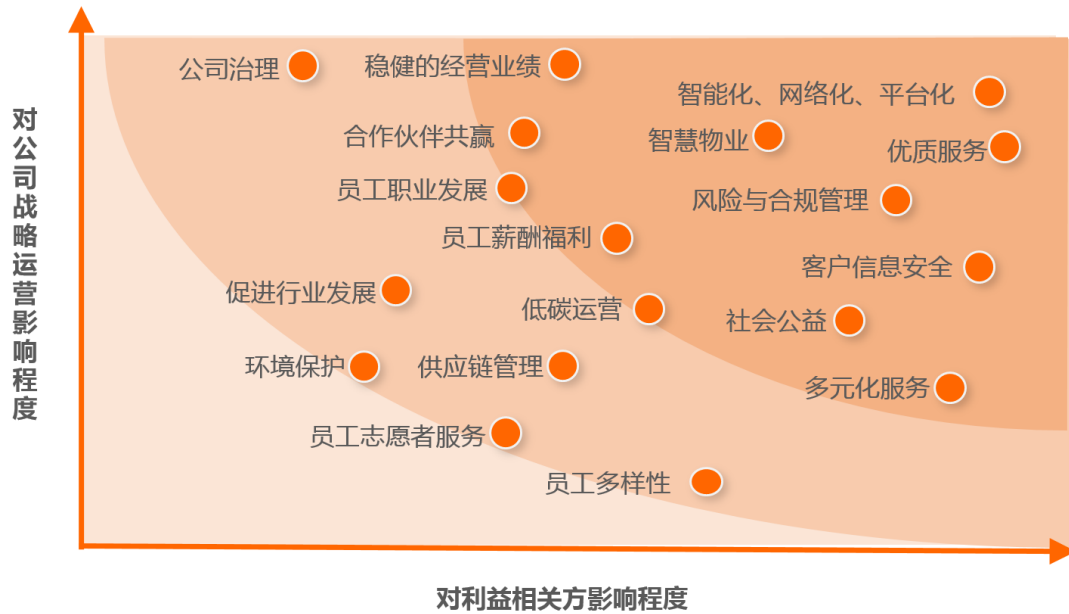 对公司战略运营影响程度
公司治理
稳健的经营业绩
智能化、网络化、平台化
合作伙伴共赢
智慧物业
优质服务
员工职业发展
风险与合规管理
员工薪酬福利
客户信息安全
促进行业发展
低碳运营
社会公益
环境保护
供应链管理
多元化服务
员工志愿者服务
员工多样性
对利益相关方影响程度